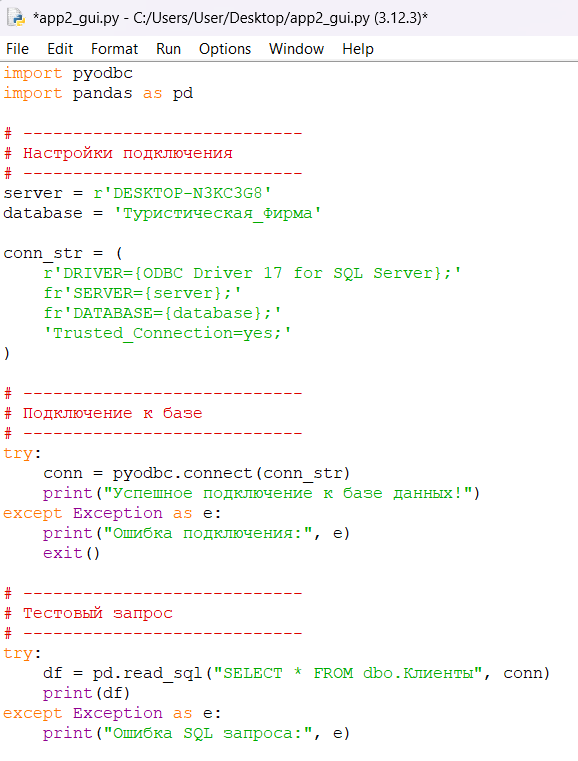 *app2_gui.py - C:/Users/User/Desktop/app2_gui.py (3.12.3)*
File Edit Format Run Options Window Help
import pyodbc
import pandas as pd

# ----------------------------
# Настройки подключения
# ----------------------------
server = r'DESKTOP-N3KC3G8'
database = 'Туристическая_Фирма'

conn_str = (
    r'DRIVER={ODBC Driver 17 for SQL Server};'
    fr'SERVER={server};'
    fr'DATABASE={database};'
    'Trusted_Connection=yes;'
)

# ----------------------------
# Подключение к базе
# ----------------------------
try:
    conn = pyodbc.connect(conn_str)
    print("Успешное подключение к базе данных!")
except Exception as e:
    print("Ошибка подключения:", e)
    exit()

# ----------------------------
# Тестовый запрос
# ----------------------------
try:
    df = pd.read_sql("SELECT * FROM dbo.Клиенты", conn)
    print(df)
except Exception as e:
    print("Ошибка SQL запроса:", e)